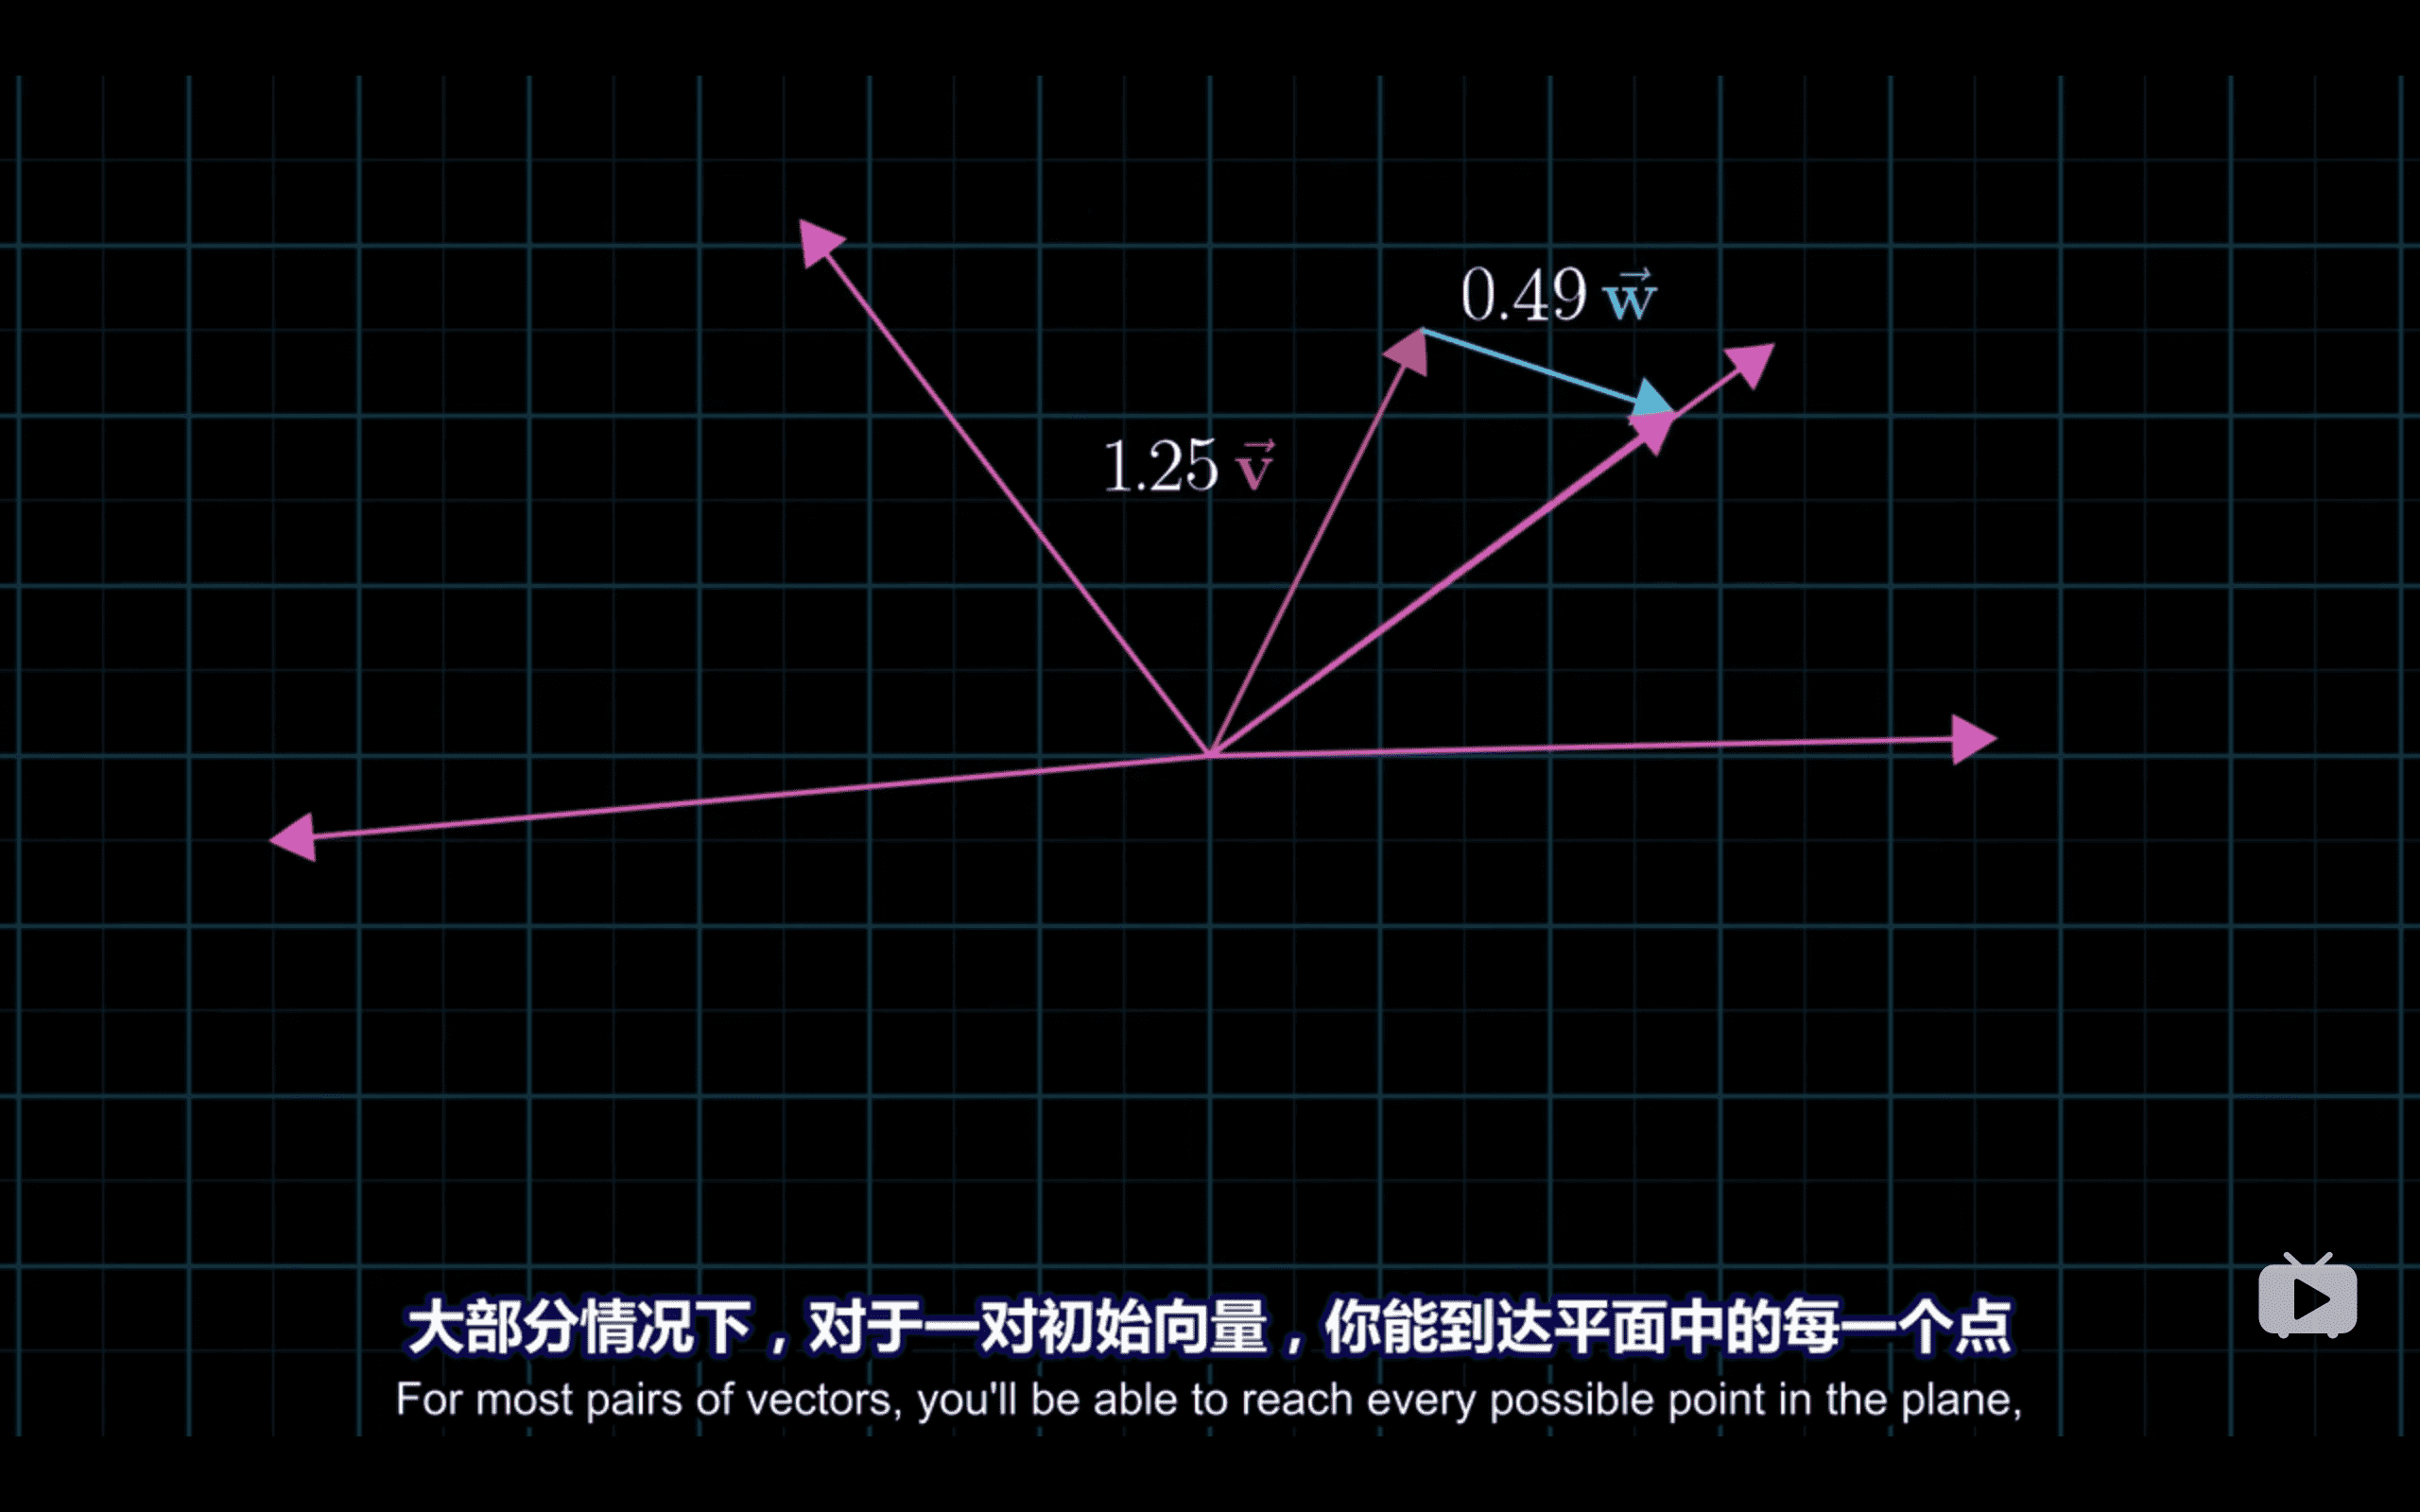 0.49 w⃗
1.25 v⃗
大部分情况下，对于一对初始向量，你能到达平面中的每一个点
For most pairs of vectors, you'll be able to reach every possible point in the plane,